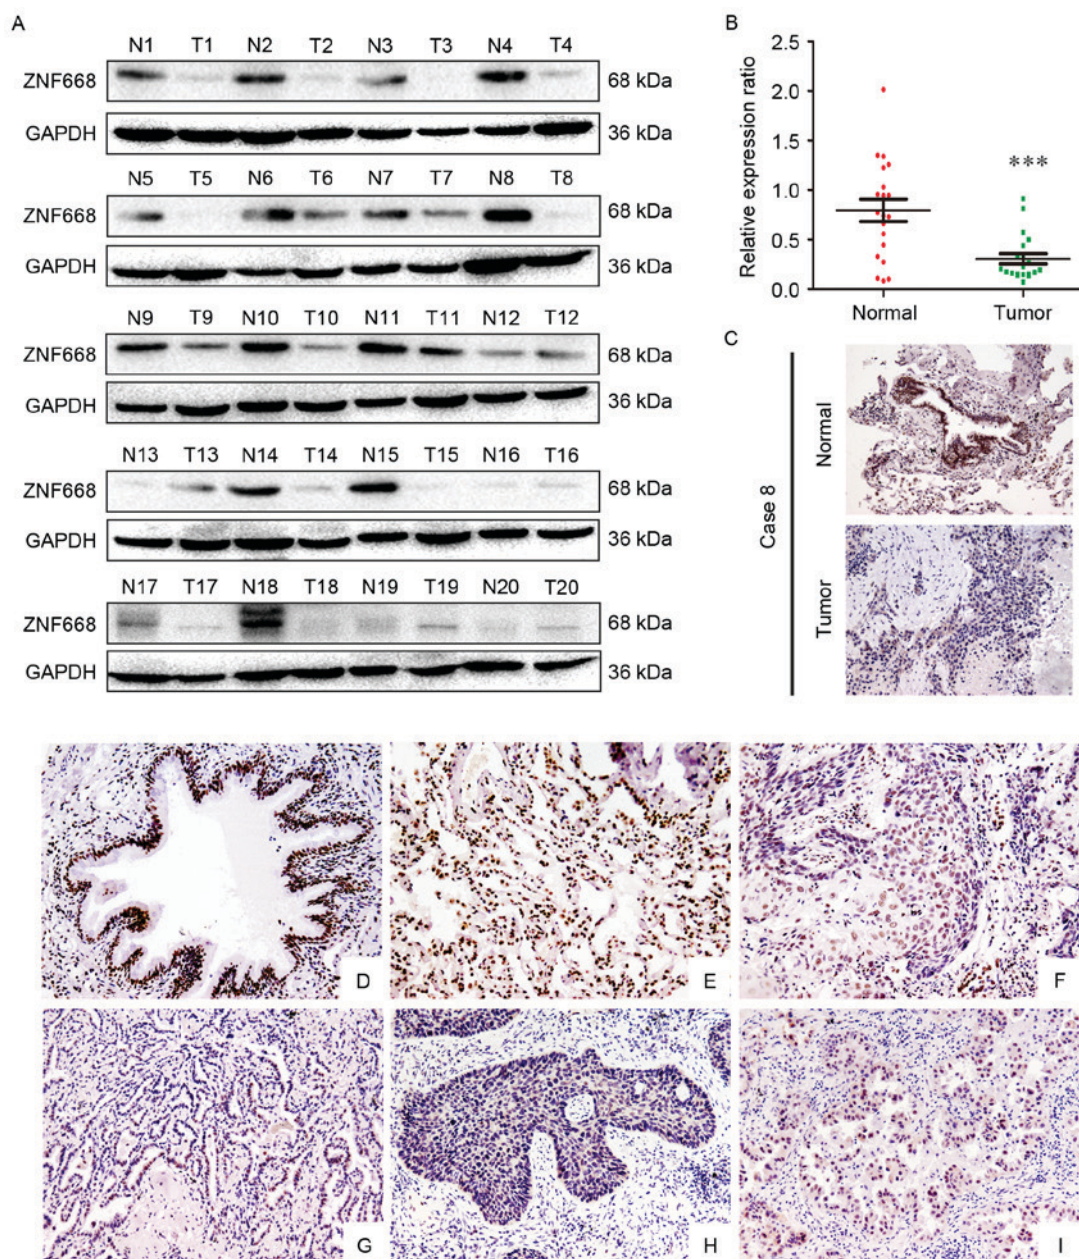 A
N1 T1 N2 T2 N3 T3 N4 T4
ZNF668 68 kDa
GAPDH 36 kDa
N5 T5 N6 T6 N7 T7 N8 T8
ZNF668 68 kDa
GAPDH 36 kDa
N9 T9 N10 T10 N11 T11 N12 T12
ZNF668 68 kDa
GAPDH 36 kDa
N13 T13 N14 T14 N15 T15 N16 T16
ZNF668 68 kDa
GAPDH 36 kDa
N17 T17 N18 T18 N19 T19 N20 T20
ZNF668 68 kDa
GAPDH 36 kDa
B
Relative expression ratio
2.5
2.0
1.5
1.0
0.5
0.0
***
Normal Tumor
C
Case 8
Normal
Tumor
D E F
G H I